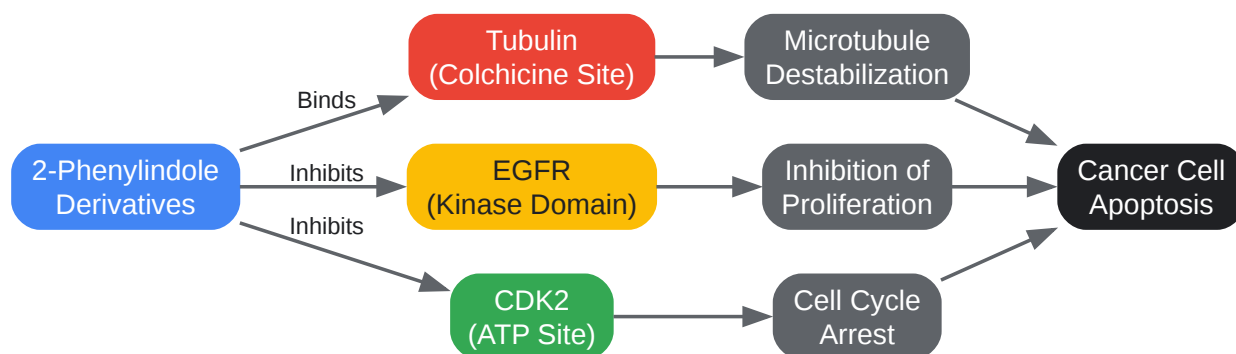 2-Phenylindole
Derivatives
Binds
Inhibits
Inhibits
Tubulin
(Colchicine Site)
Microtubule
Destabilization
EGFR
(Kinase Domain)
Inhibition of
Proliferation
CDK2
(ATP Site)
Cell Cycle
Arrest
Cancer Cell
Apoptosis